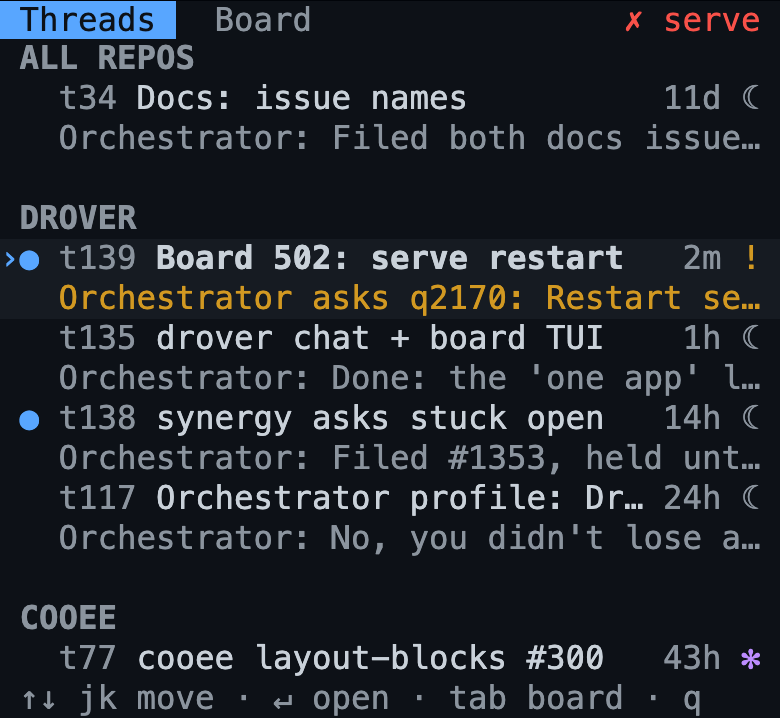 Threads Board ✗ serve
ALL REPOS
t34 Docs: issue names 11d ☾
Orchestrator: Filed both docs issue…
DROVER
›● t139 Board 502: serve restart 2m !
Orchestrator asks q2170: Restart se…
t135 drover chat + board TUI 1h ☾
Orchestrator: Done: the 'one app' l…
● t138 synergy asks stuck open 14h ☾
Orchestrator: Filed #1353, held unt…
t117 Orchestrator profile: Dr… 24h ☾
Orchestrator: No, you didn't lose a…
COOEE
t77 cooee layout-blocks #300 43h ✻
↑↓ jk move · ↵ open · tab board · q